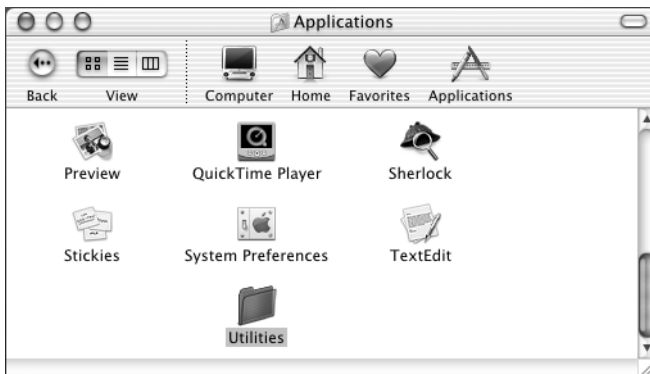 Applications
Back View Computer Home Favorites Applications
Preview QuickTime Player Sherlock
Stickies System Preferences TextEdit
Utilities